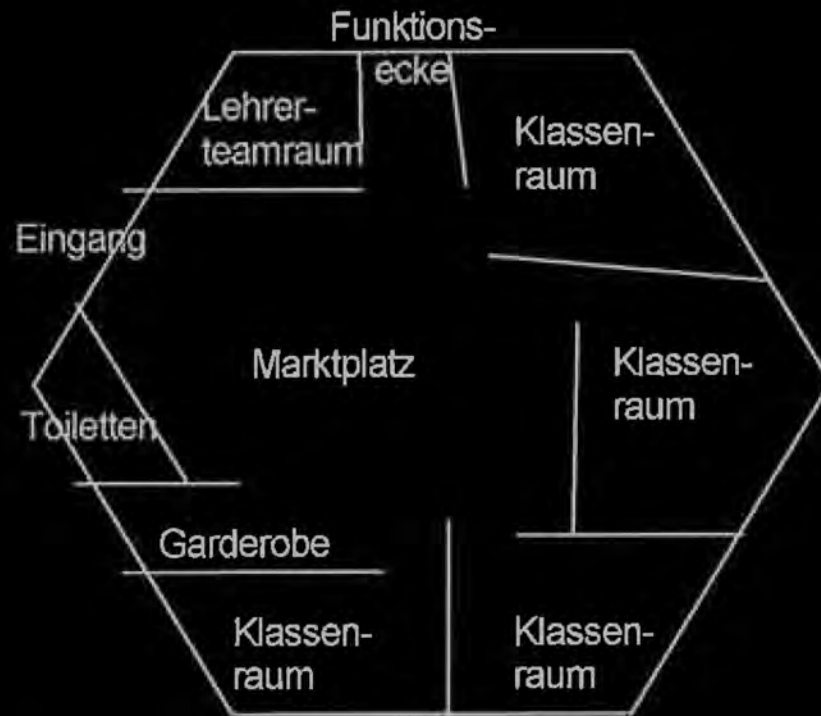 Funktions-
ecke
Lehrer-
teamraum
Klassen-
raum
Eingang
Marktplatz
Klassen-
raum
Toiletten
Garderobe
Klassen-
raum
Klassen-
raum